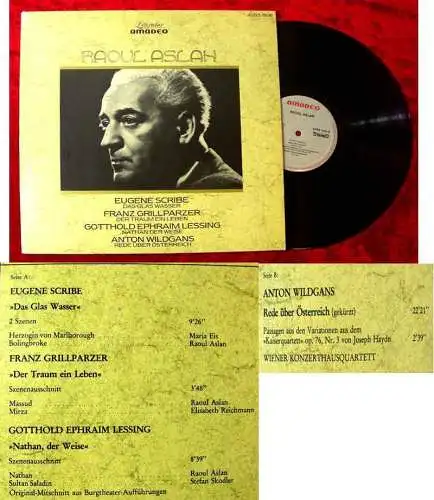 Literatur
AMADEO
RAOUL ASLAN
EUGENE SCRIBE
DAS GLAS WASSER
FRANZ GRILLPARZER
DER TRAUM EIN LEBEN
GOTTHOLD EPHRAIM LESSING
NATHAN DER WEISE
ANTON WILDGANS
REDE ÜBER ÖSTERREICH
AMADEO
RAOUL ASLAN
Seite A:
EUGENE SCRIBE
»Das Glas Wasser«
2 Szenen 9'26"
Herzogin von Marlborough Maria Eis
Bolingbroke Raoul Aslan
FRANZ GRILLPARZER
»Der Traum ein Leben«
Szenenausschnitt 3'48"
Massud Raoul Aslan
Mirza Elisabeth Reichmann
GOTTHOLD EPHRAIM LESSING
»Nathan, der Weise«
Szenenausschnitt 8'39"
Nathan Raoul Aslan
Sultan Saladin Stefan Skodler
Original-Mitschnitt aus Burgtheater-Aufführungen
Seite B:
ANTON WILDGANS
Rede über Österreich (gekürzt) 22'21"
Passagen aus den Variationen aus dem
»Kaiserquartett« op. 76, Nr. 3 von Joseph Haydn 2'39"
WIENER KONZERTHAUSQUARTETT